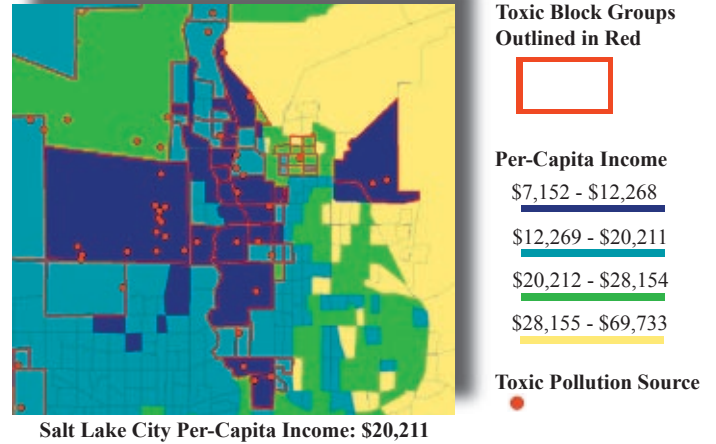 Toxic Block Groups
Outlined in Red
Per-Capita Income
$7,152 - $12,268
$12,269 - $20,211
$20,212 - $28,154
$28,155 - $69,733
Toxic Pollution Source
Salt Lake City Per-Capita Income: $20,211